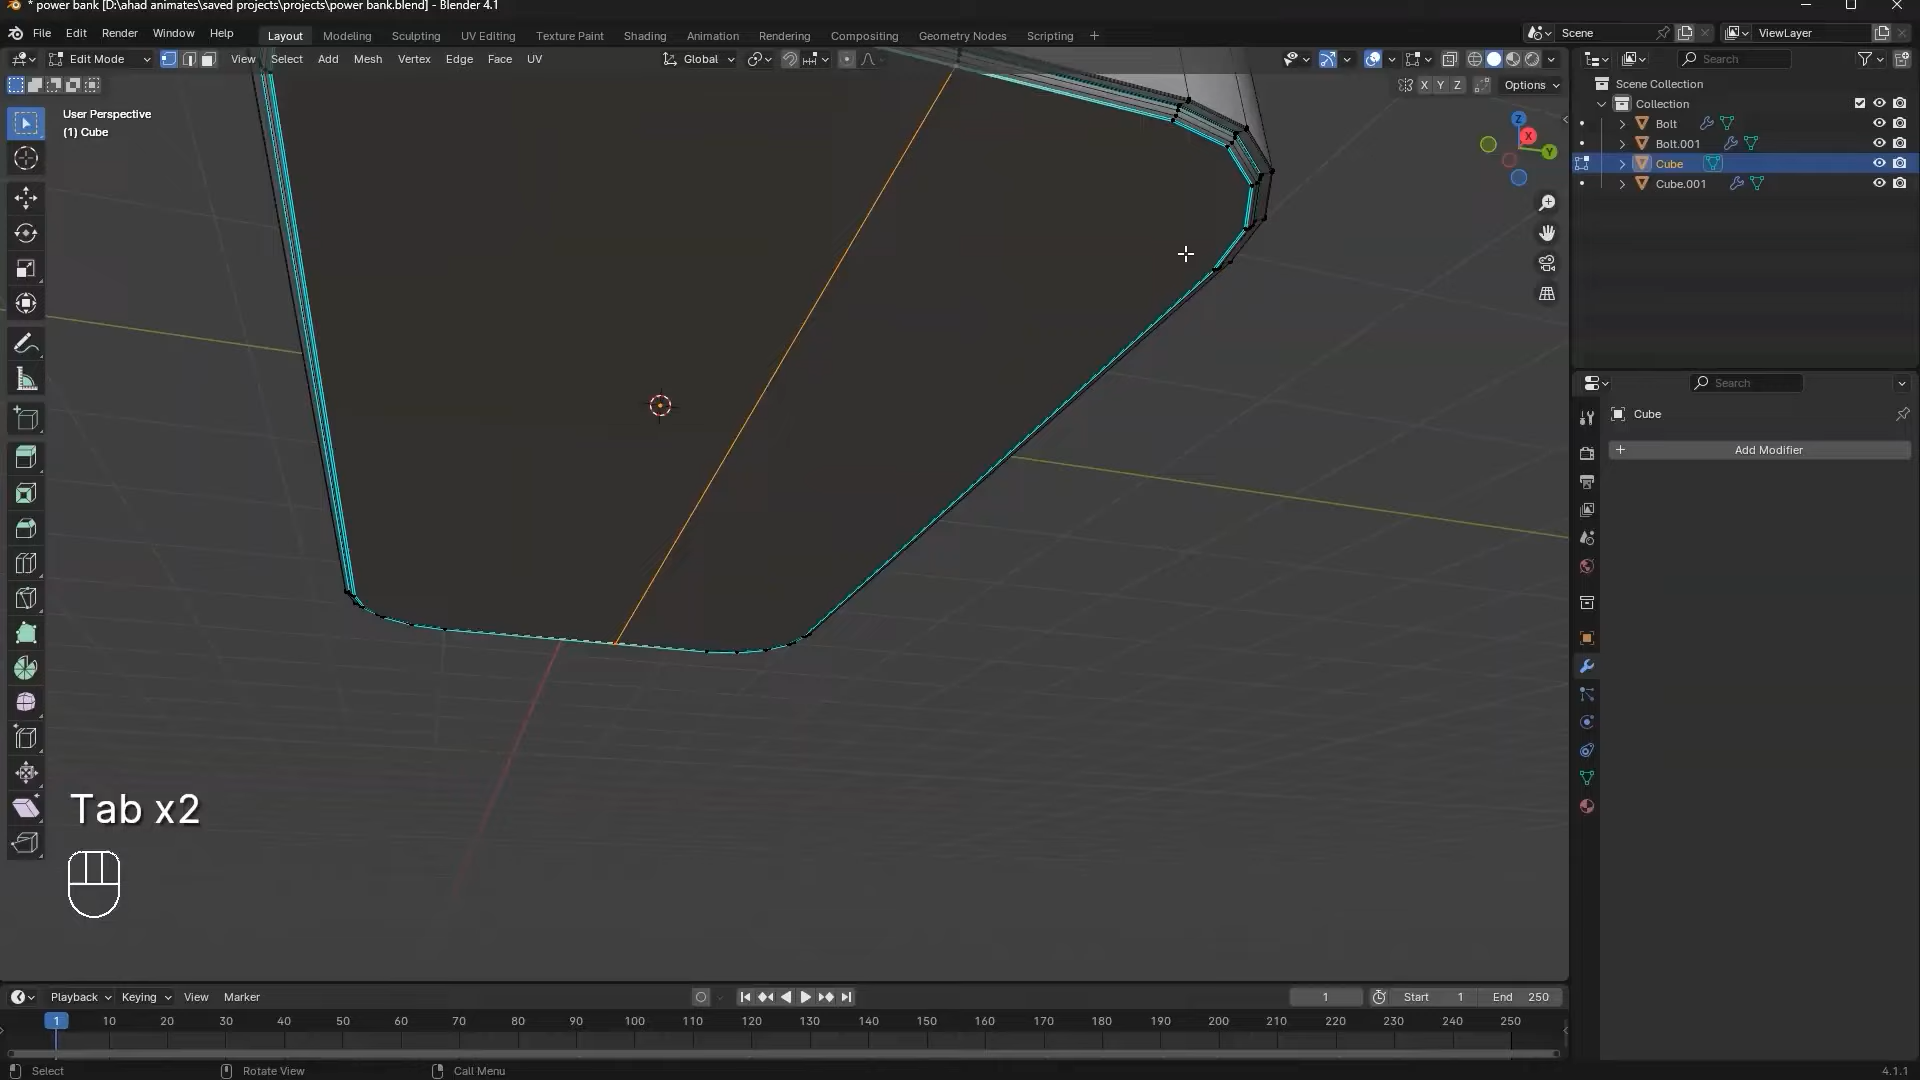 * power bank [D:\ahad animates\saved projects\projects\power bank.blend] - Blender 4.1
File Edit Render Window Help Layout Modeling Sculpting UV Editing Texture Paint Shading Animation Rendering Compositing Geometry Nodes Scripting + Scene ViewLayer
Edit Mode View Select Add Mesh Vertex Edge Face UV Global Search
X Y Z Options
User Perspective
(1) Cube
Scene Collection
Collection
Bolt
Bolt.001
Cube
Cube.001
Z
X
Y
Search
Cube
+ Add Modifier
Tab x2
Playback Keying View Marker 1 Start 1 End 250
1 10 20 30 40 50 60 70 80 90 100 110 120 130 140 150 160 170 180 190 200 210 220 230 240 250
Select Rotate View Call Menu 4.1.1